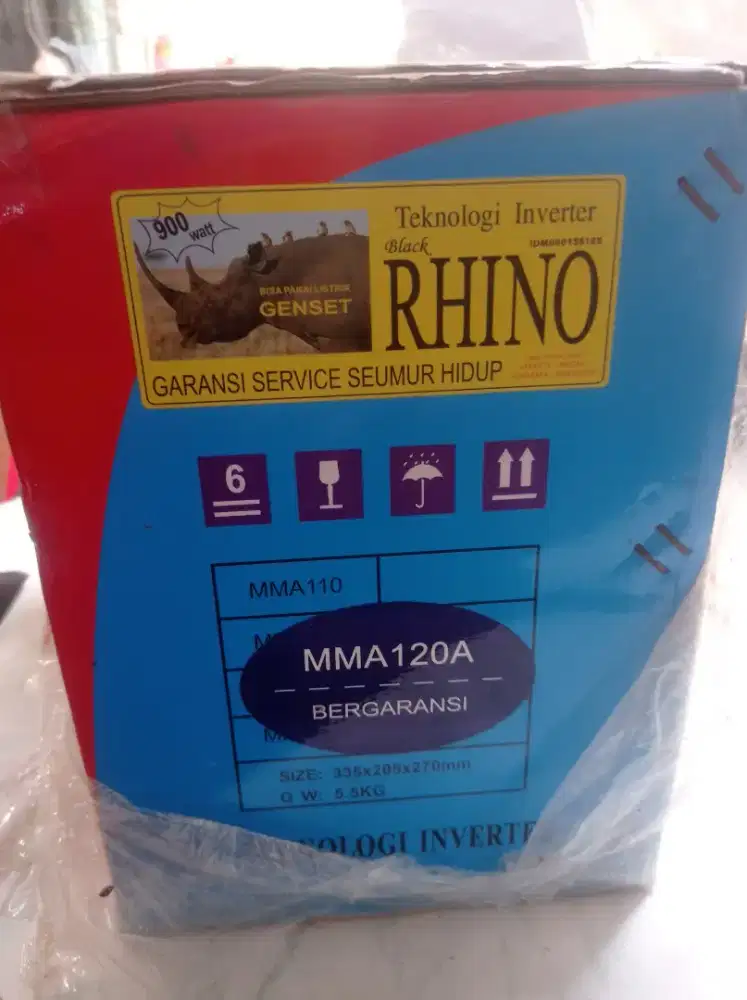 900
watt
Teknologi Inverter
Black
RHINO
BISA PAKAI LISTRIK
GENSET
GARANSI SERVICE SEUMUR HIDUP
6
MMA110
MMA120A
BERGARANSI
SIZE: 335x205x270mm
G W: 5.5KG
OLOGI INVERTE